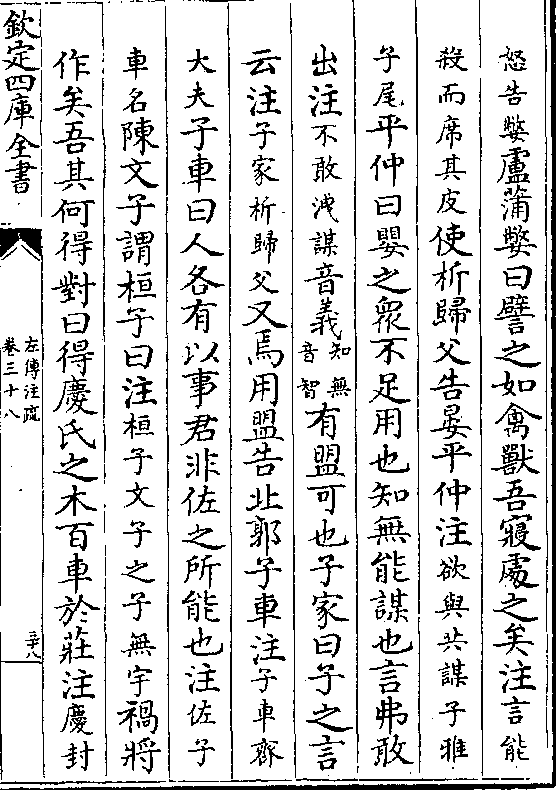 怒告嫳盧蒲嫳曰譬之如禽獸吾寢處之矣注言能
殺而席其皮使析歸父告晏平仲注欲與共謀子雅
子尾平仲曰嬰之衆不足用也知無能謀也言弗敢
出注不敢洩謀音義知無音智有盟可也子家曰子之言
云注子家析歸父又焉用盟告北郭子車注子車齊
大夫子車曰人各有以事君非佐之所能也注佐子
車名陳文子謂桓子曰注桓子文子之子無宇禍將
作矣吾其何得對曰得慶氏之木百車於莊注慶封
欽定四庫全書
左傳注疏
卷三十八
三十八